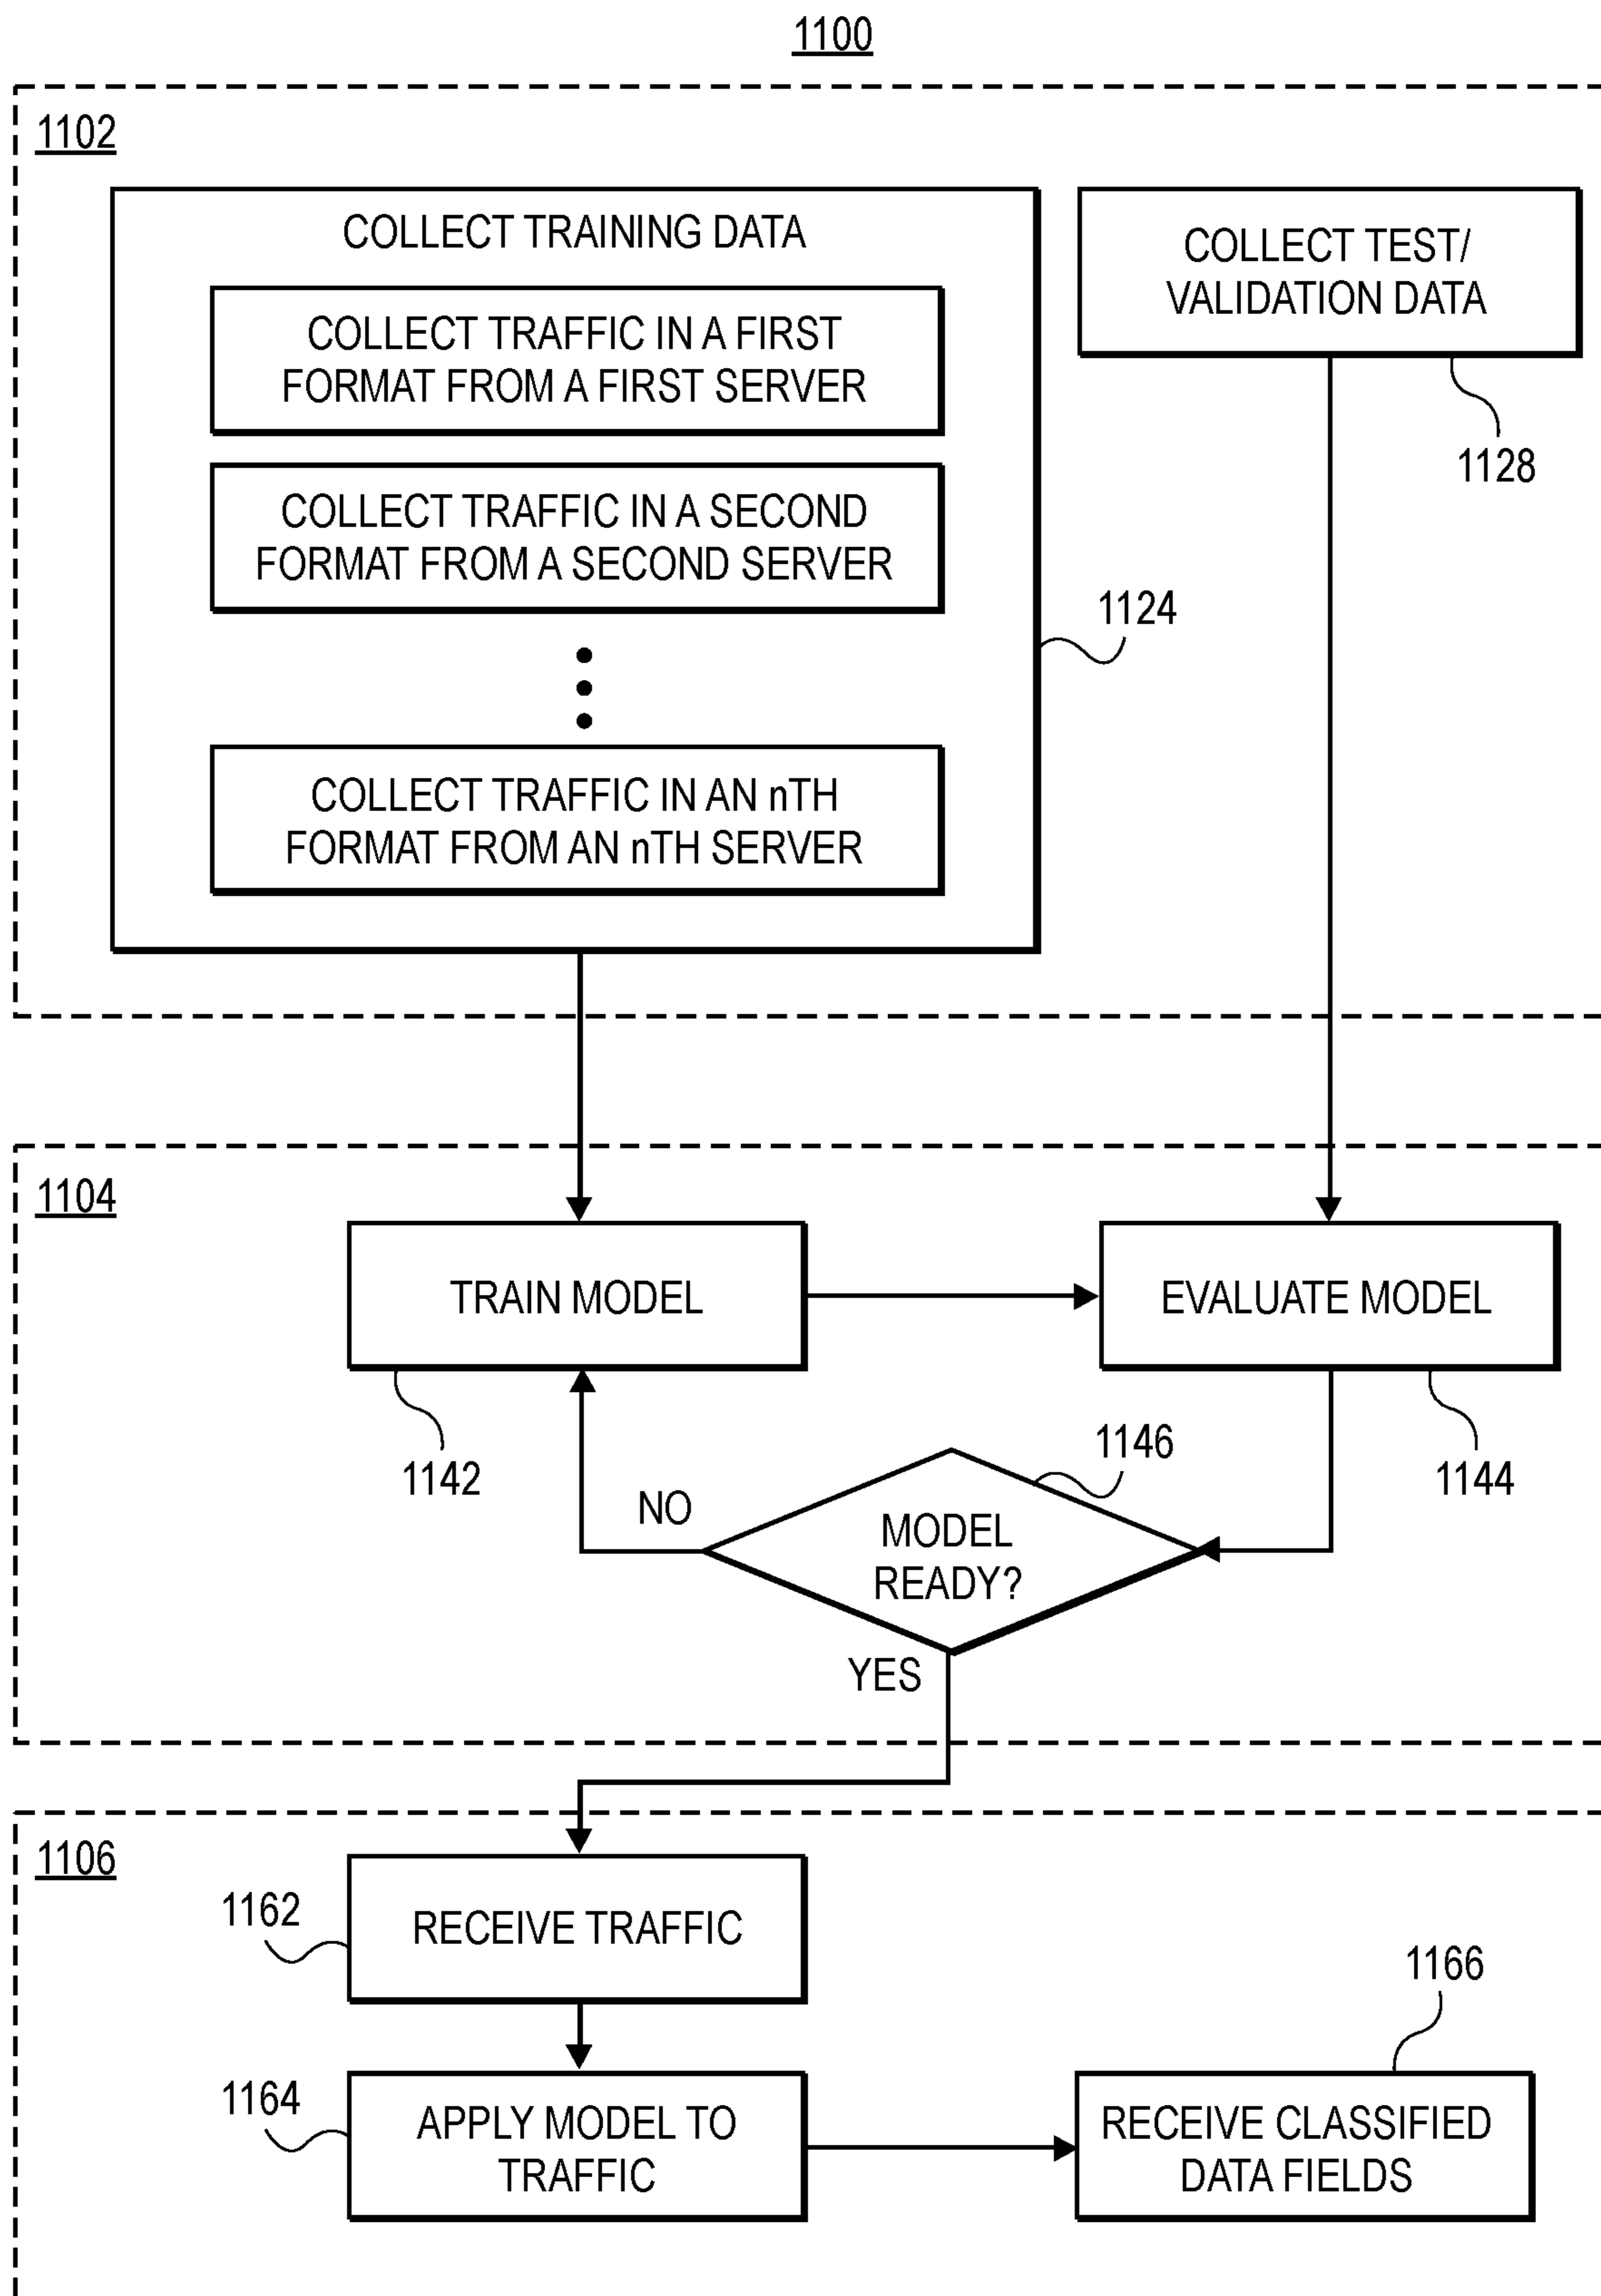 1100
1102
COLLECT TRAINING DATA
COLLECT TRAFFIC IN A FIRST
FORMAT FROM A FIRST SERVER
COLLECT TRAFFIC IN A SECOND
FORMAT FROM A SECOND SERVER
COLLECT TRAFFIC IN AN nTH
FORMAT FROM AN nTH SERVER
1124
COLLECT TEST/
VALIDATION DATA
1128
1104
TRAIN MODEL
1142
EVALUATE MODEL
1144
1146
MODEL
READY?
NO
YES
1106
1162
RECEIVE TRAFFIC
1164
APPLY MODEL TO
TRAFFIC
1166
RECEIVE CLASSIFIED
DATA FIELDS